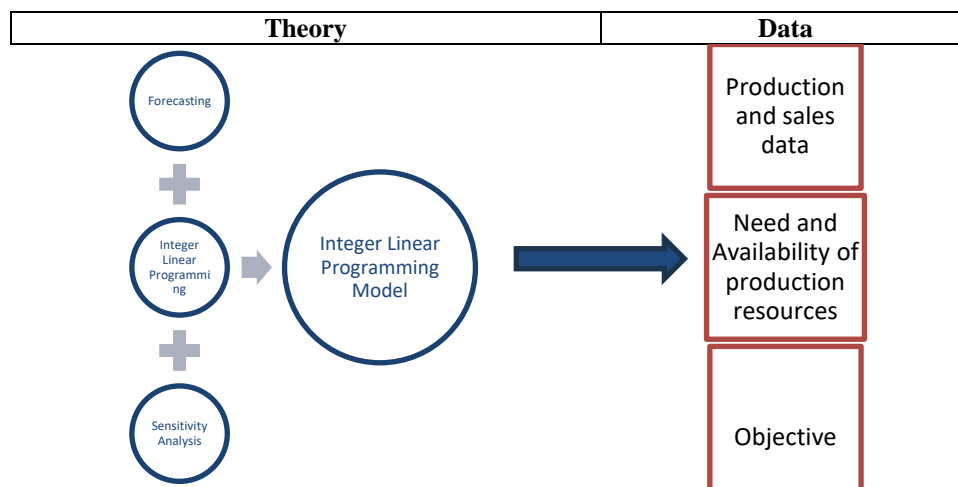 Theory
Data
Forecasting
Integer
Linear
Programmi
ng
Sensitivity
Analysis
Integer Linear
Programming
Model
Production
and sales
data
Need and
Availability of
production
resources
Objective